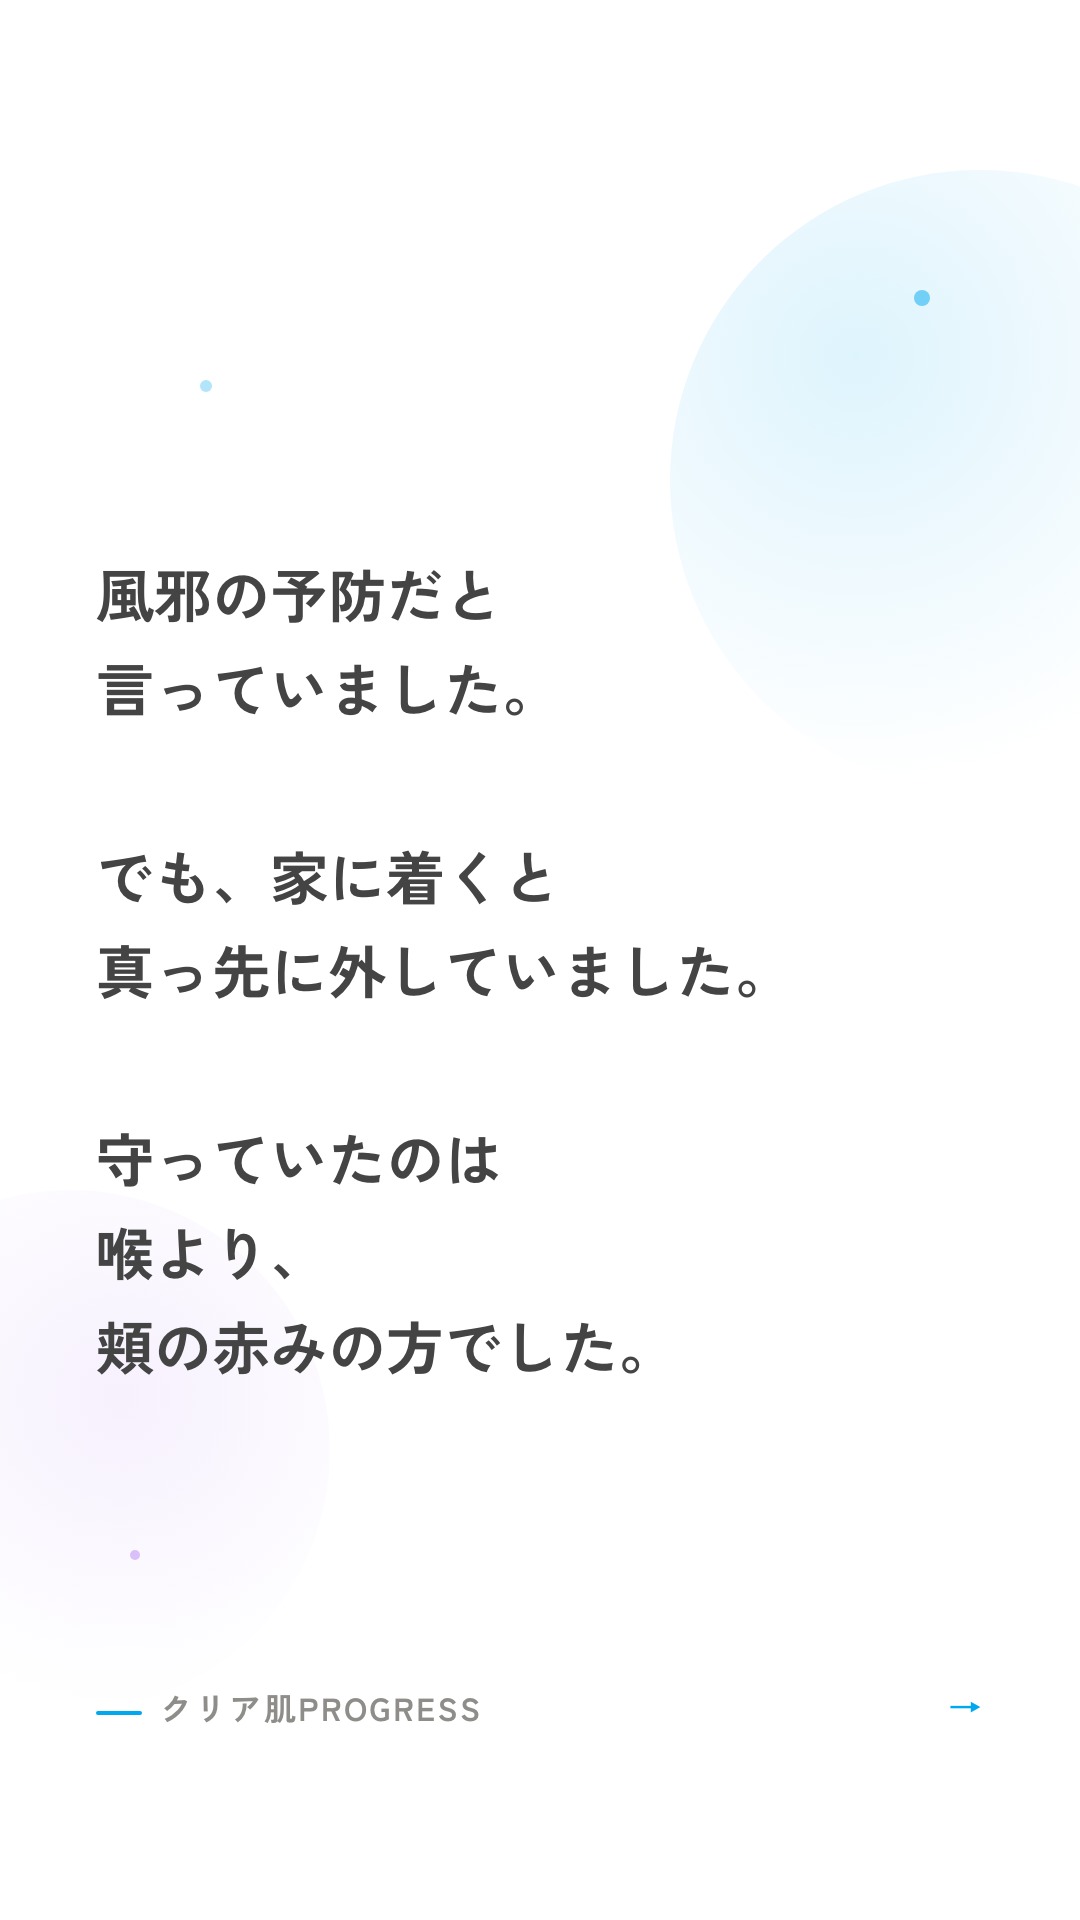 風邪の予防だと
言っていました。
でも、家に着くと
真っ先に外していました。
守っていたのは
喉より、
頬の赤みの方でした。
クリア肌PROGRESS
→